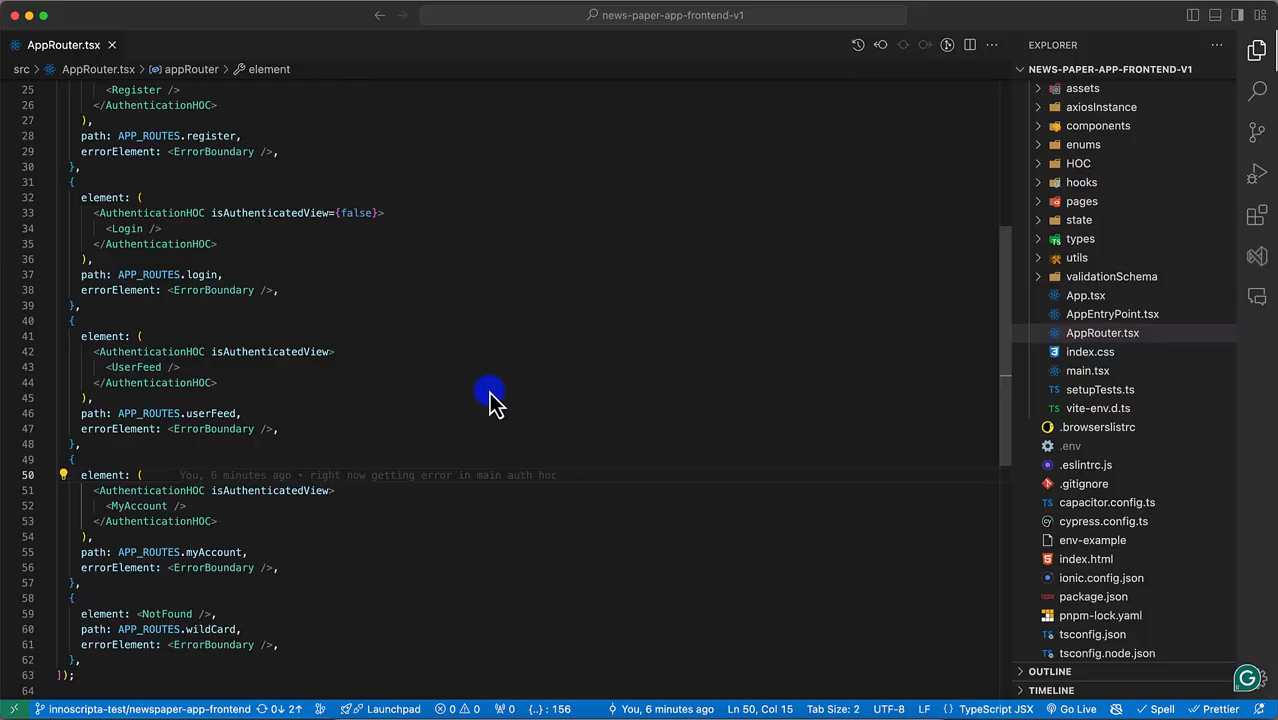 news-paper-app-frontend-v1
AppRouter.tsx
EXPLORER
src > AppRouter.tsx > appRouter > element
NEWS-PAPER-APP-FRONTEND-V1
25 <Register />
26 </AuthenticationHOC>
27 ),
28 path: APP_ROUTES.register,
29 errorElement: <ErrorBoundary />,
30 },
31 {
32 element: (
33 <AuthenticationHOC isAuthenticatedView={false}>
34 <Login />
35 </AuthenticationHOC>
36 ),
37 path: APP_ROUTES.login,
38 errorElement: <ErrorBoundary />,
39 },
40 {
41 element: (
42 <AuthenticationHOC isAuthenticatedView>
43 <UserFeed />
44 </AuthenticationHOC>
45 ),
46 path: APP_ROUTES.userFeed,
47 errorElement: <ErrorBoundary />,
48 },
49 {
50 element: ( You, 6 minutes ago • right now getting error in main auth hoc
51 <AuthenticationHOC isAuthenticatedView>
52 <MyAccount />
53 </AuthenticationHOC>
54 ),
55 path: APP_ROUTES.myAccount,
56 errorElement: <ErrorBoundary />,
57 },
58 {
59 element: <NotFound />,
60 path: APP_ROUTES.wildCard,
61 errorElement: <ErrorBoundary />,
62 },
63 ]);
64
assets
axiosInstance
components
enums
HOC
hooks
pages
state
types
utils
validationSchema
App.tsx
AppEntryPoint.tsx
AppRouter.tsx
index.css
main.tsx
TS setupTests.ts
TS vite-env.d.ts
.browserslistrc
.env
.eslintrc.js
.gitignore
TS capacitor.config.ts
cypress.config.ts
env-example
index.html
ionic.config.json
package.json
pnpm-lock.yaml
tsconfig.json
tsconfig.node.json
OUTLINE
TIMELINE
innoscripta-test/newspaper-app-frontend 0↓ 2↑ Launchpad 0 0 0 {..} : 156 You, 6 minutes ago Ln 50, Col 15 Tab Size: 2 UTF-8 LF {} TypeScript JSX Go Live Spell Prettier